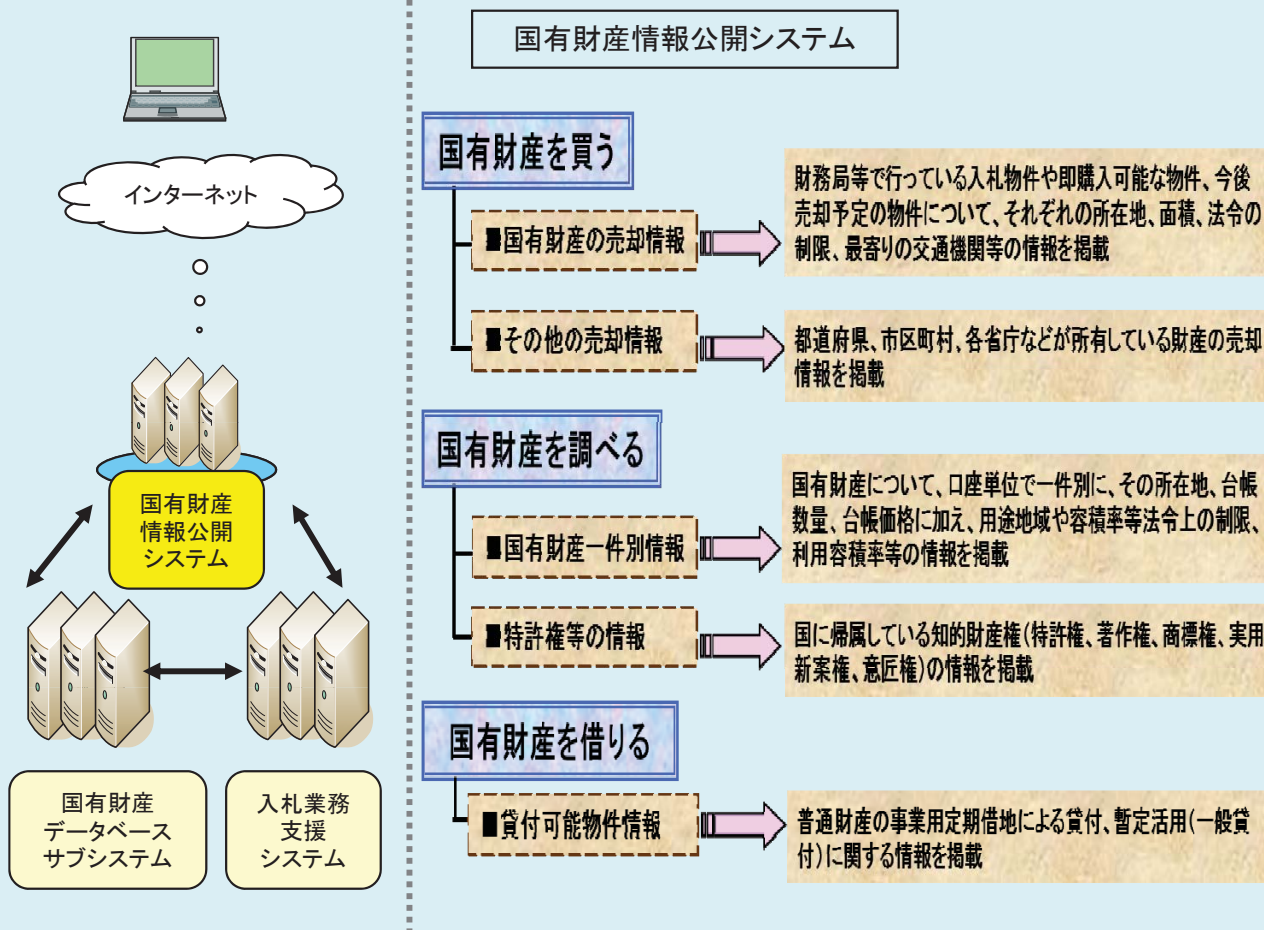 インターネット
国有財産
情報公開
システム
国有財産
データベース
サブシステム
入札業務
支援
システム
国有財産情報公開システム
国有財産を買う
■国有財産の売却情報
財務局等で行っている入札物件や即購入可能な物件、今後
売却予定の物件について、それぞれの所在地、面積、法令の
制限、最寄りの交通機関等の情報を掲載
■その他の売却情報
都道府県、市区町村、各省庁などが所有している財産の売却
情報を掲載
国有財産を調べる
■国有財産一件別情報
国有財産について、口座単位で一件別に、その所在地、台帳
数量、台帳価格に加え、用途地域や容積率等法令上の制限、
利用容積率等の情報を掲載
■特許権等の情報
国に帰属している知的財産権(特許権、著作権、商標権、実用
新案権、意匠権)の情報を掲載
国有財産を借りる
■貸付可能物件情報
普通財産の事業用定期借地による貸付、暫定活用(一般貸
付)に関する情報を掲載